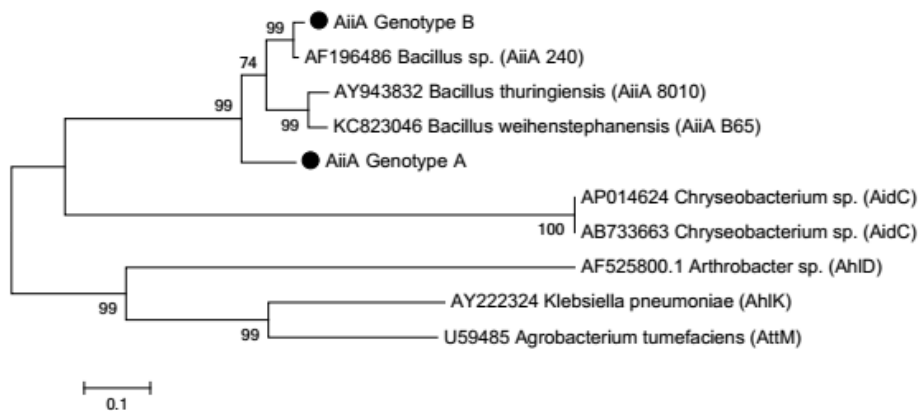 99
AiiA Genotype B
AF196486 Bacillus sp. (AiiA 240)
74
AY943832 Bacillus thuringiensis (AiiA 8010)
99
99
KC823046 Bacillus weihenstephanensis (AiiA B65)
AiiA Genotype A
AP014624 Chryseobacterium sp. (AidC)
100
AB733663 Chryseobacterium sp. (AidC)
AF525800.1 Arthrobacter sp. (AhlD)
99
AY222324 Klebsiella pneumoniae (AhlK)
99
U59485 Agrobacterium tumefaciens (AttM)
0.1